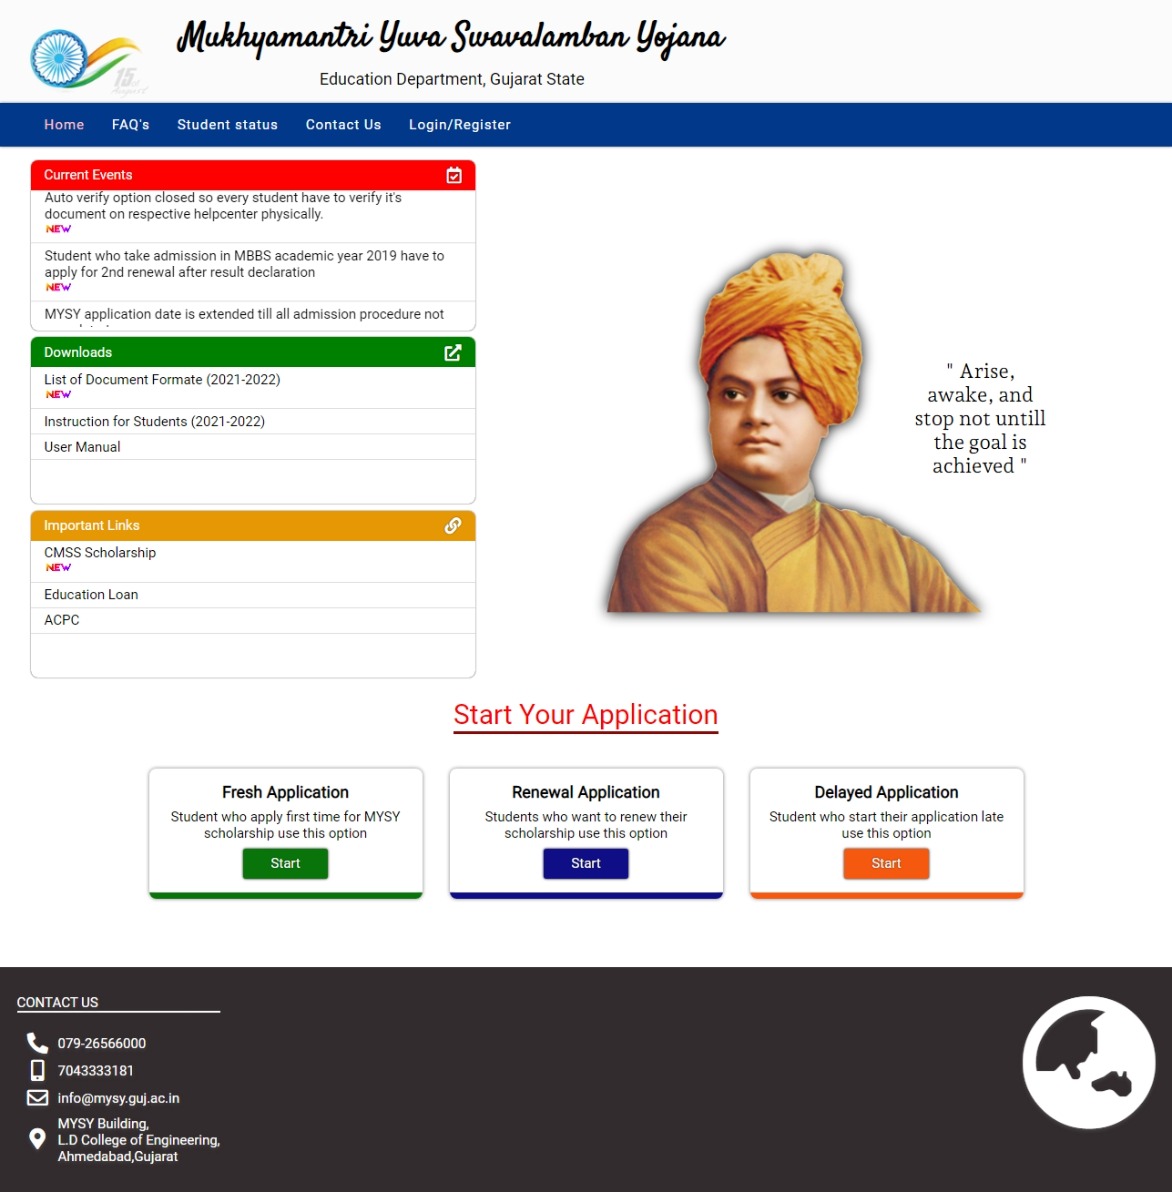 15
August
Mukhyamantri Yuva Swavalamban Yojana
Education Department, Gujarat State
Home FAQ's Student status Contact Us Login/Register
Current Events
Auto verify option closed so every student have to verify it's
document on respective helpcenter physically.
NEW
Student who take admission in MBBS academic year 2019 have to
apply for 2nd renewal after result declaration
NEW
MYSY application date is extended till all admission procedure not
Downloads
List of Document Formate (2021-2022)
NEW
Instruction for Students (2021-2022)
User Manual
Important Links
CMSS Scholarship
NEW
Education Loan
ACPC
" Arise,
awake, and
stop not untill
the goal is
achieved "
Start Your Application
Fresh Application
Student who apply first time for MYSY
scholarship use this option
Start
Renewal Application
Students who want to renew their
scholarship use this option
Start
Delayed Application
Student who start their application late
use this option
Start
CONTACT US
079-26566000
7043333181
info@mysy.guj.ac.in
MYSY Building,
L.D College of Engineering,
Ahmedabad,Gujarat